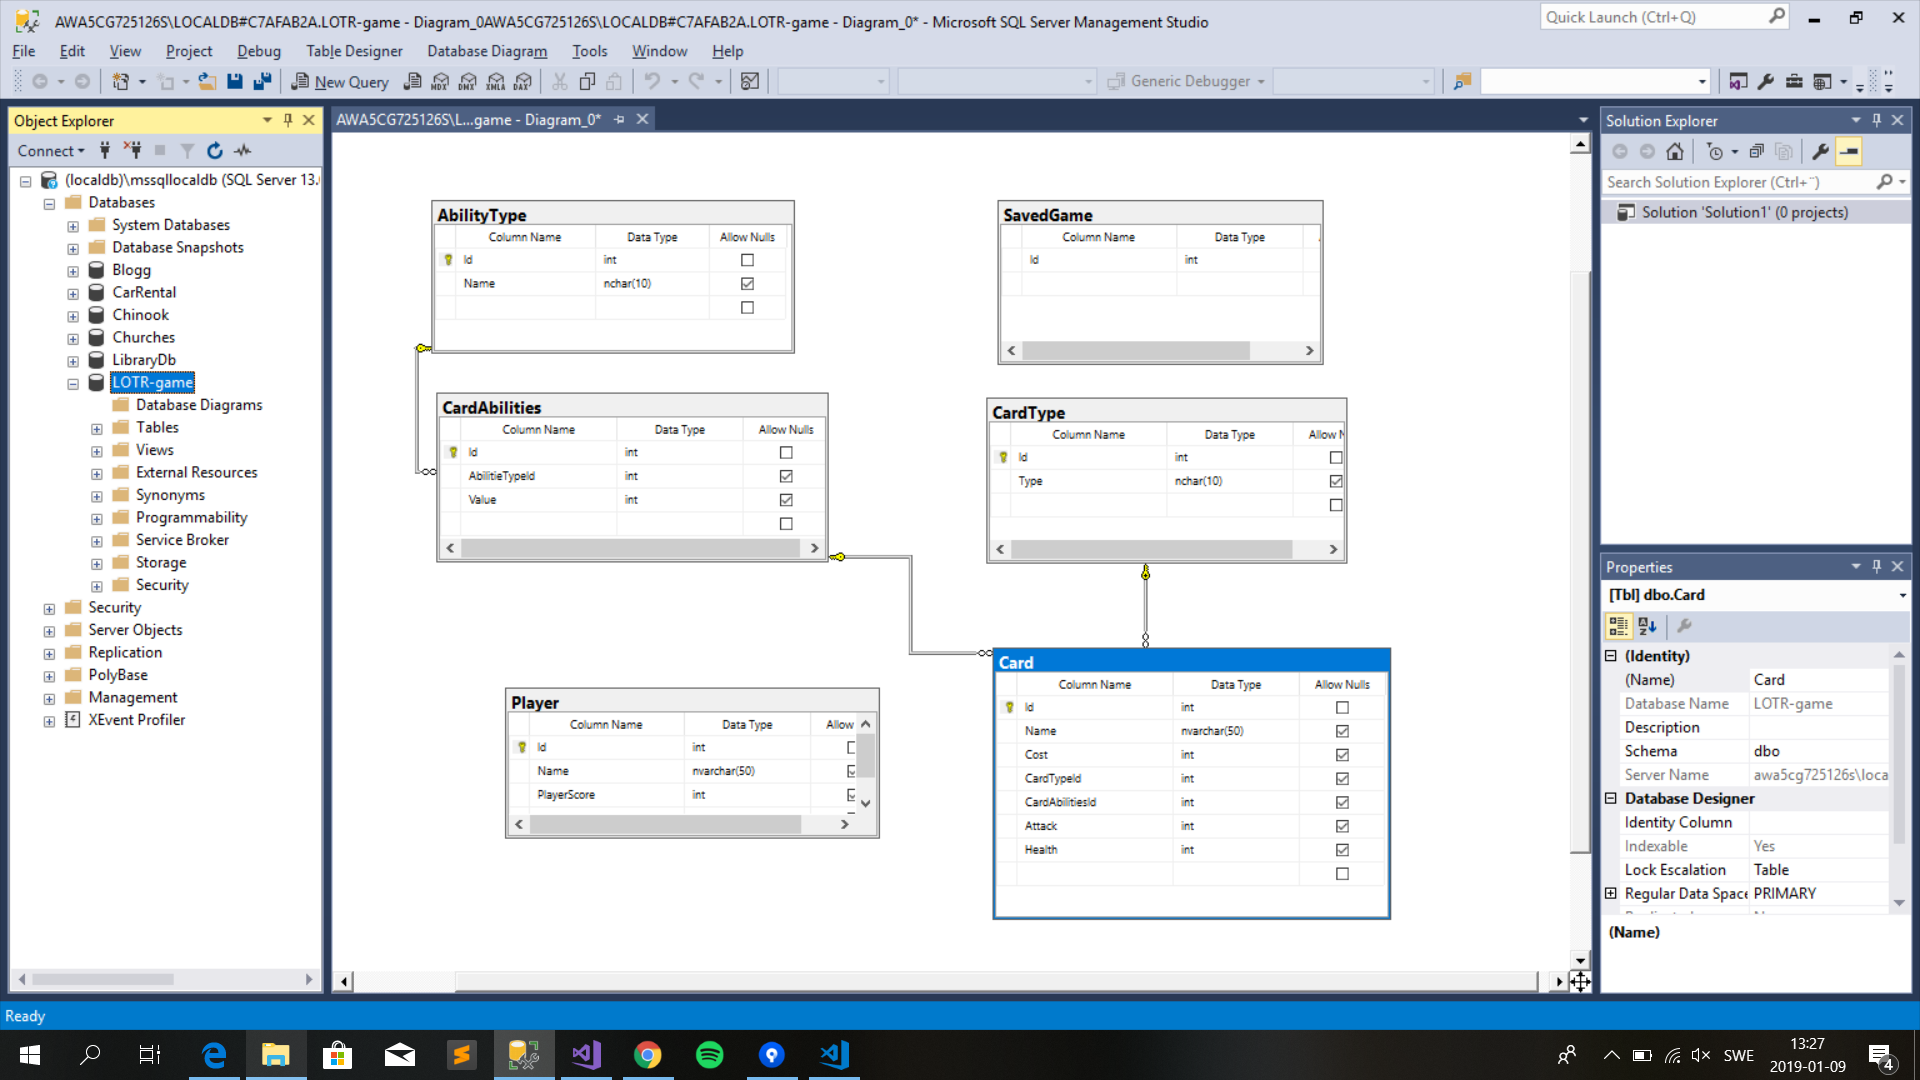 AWA5CG725126S\LOCALDB#C7AFAB2A.LOTR-game - Diagram_0AWA5CG725126S\LOCALDB#C7AFAB2A.LOTR-game - Diagram_0* - Microsoft SQL Server Management Studio
Quick Launch (Ctrl+Q)
File Edit View Project Debug Table Designer Database Diagram Tools Window Help
New Query MDX DMX XMLA DAX Generic Debugger
Object Explorer
Connect
(localdb)\mssqllocaldb (SQL Server 13.
Databases
System Databases
Database Snapshots
Blogg
CarRental
Chinook
Churches
LibraryDb
LOTR-game
Database Diagrams
Tables
Views
External Resources
Synonyms
Programmability
Service Broker
Storage
Security
Security
Server Objects
Replication
PolyBase
Management
XEvent Profiler
AWA5CG725126S\L...game - Diagram_0*
AbilityType
Column Name Data Type Allow Nulls
Id int
Name nchar(10)
SavedGame
Column Name Data Type
Id int
CardAbilities
Column Name Data Type Allow Nulls
Id int
AbilitieTypeId int
Value int
CardType
Column Name Data Type Allow N
Id int
Type nchar(10)
Player
Column Name Data Type Allow
Id int
Name nvarchar(50)
PlayerScore int
Card
Column Name Data Type Allow Nulls
Id int
Name nvarchar(50)
Cost int
CardTypeId int
CardAbilitiesId int
Attack int
Health int
Solution Explorer
Search Solution Explorer (Ctrl+¨)
Solution 'Solution1' (0 projects)
Properties
[Tbl] dbo.Card
(Identity)
(Name) Card
Database Name LOTR-game
Description
Schema dbo
Server Name awa5cg725126s\loca
Database Designer
Identity Column
Indexable Yes
Lock Escalation Table
Regular Data Space PRIMARY
(Name)
Ready
SWE
13:27
2019-01-09
4